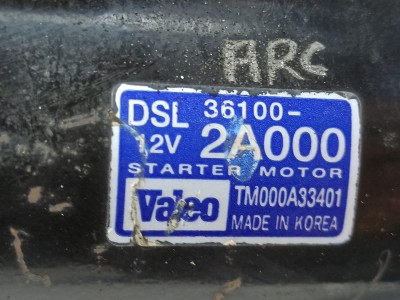 ARC
DSL 36100-
12V 2A000
STARTER MOTOR
Valeo TM000A33401
MADE IN KOREA